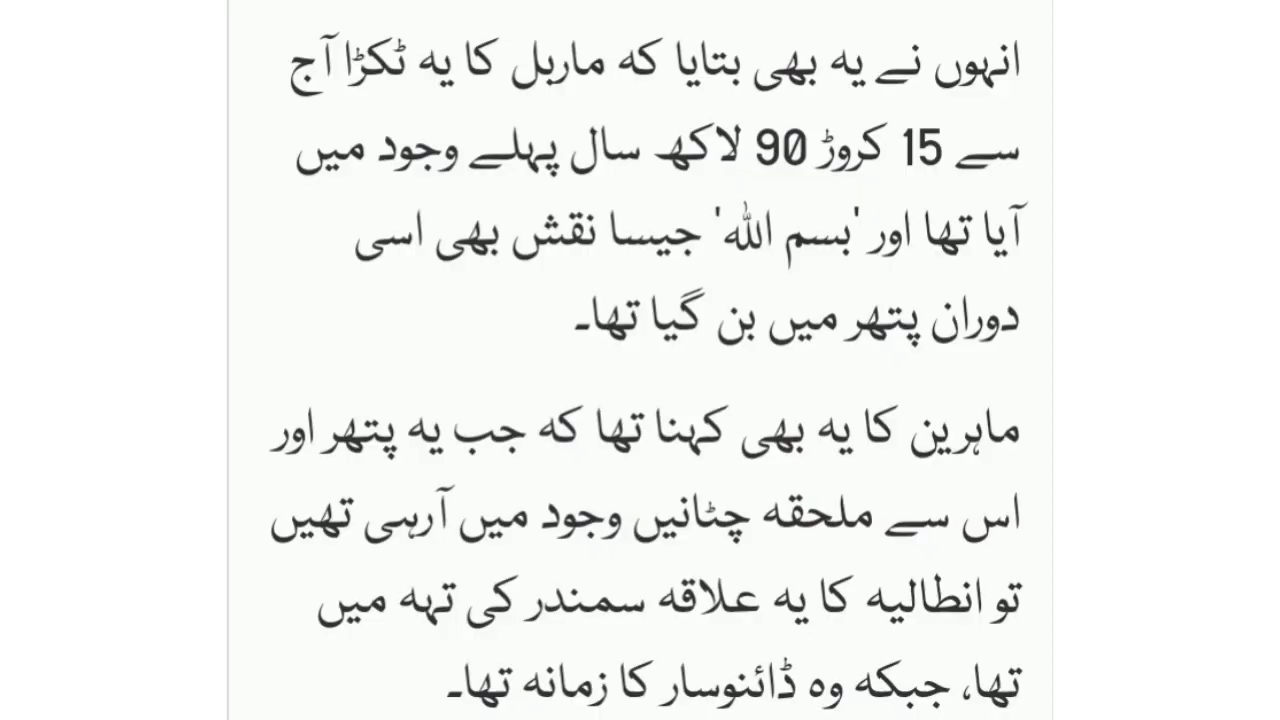 انہوں نے یہ بھی بتایا کہ ماربل کا یہ ٹکڑا آج
سے 15 کروڑ 90 لاکھ سال پہلے وجود میں
آیا تھا اور 'بسم اللہ' جیسا نقش بھی اسی
دوران پتھر میں بن گیا تھا۔
ماہرین کا یہ بھی کہنا تھا کہ جب یہ پتھر اور
اس سے ملحقہ چٹانیں وجود میں آرہی تھیں
تو انطالیہ کا یہ علاقہ سمندر کی تہہ میں
تھا، جبکہ وہ ڈائنوسار کا زمانہ تھا۔